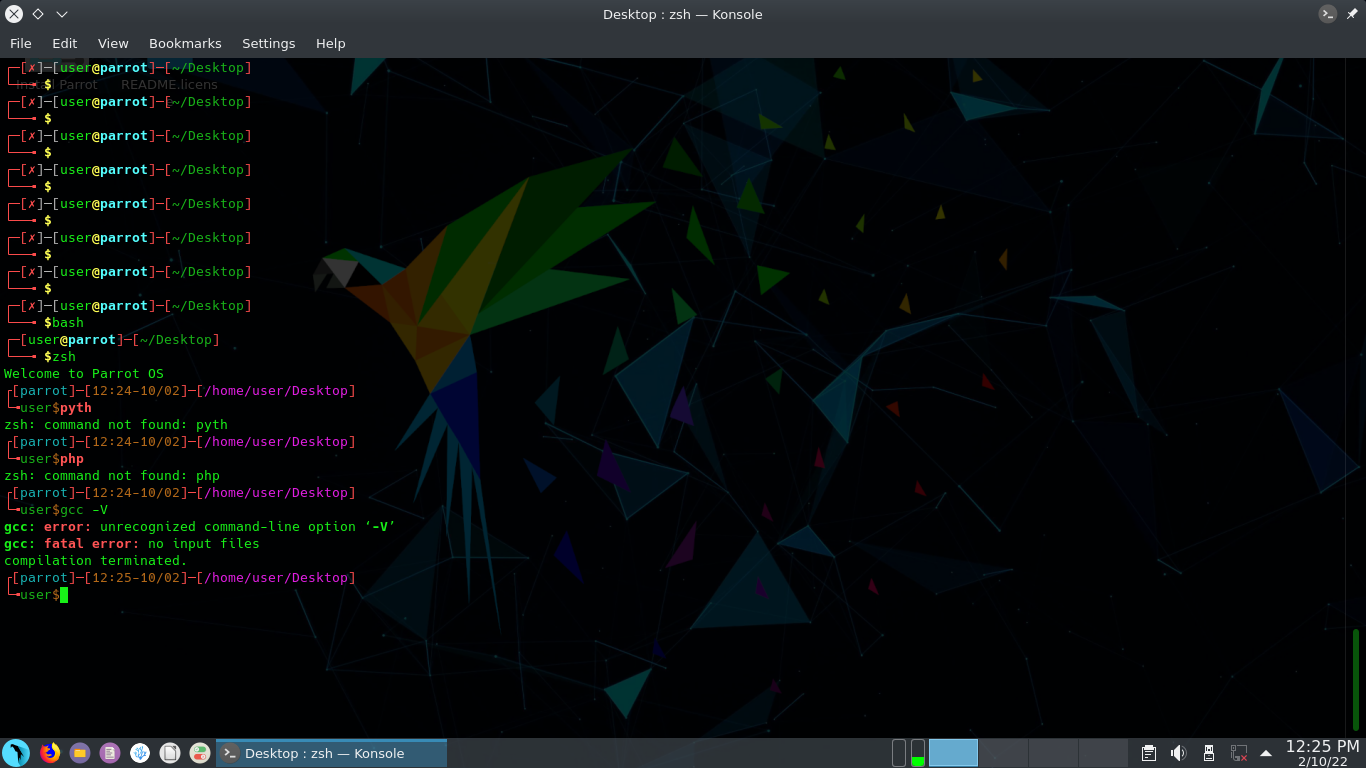 Desktop : zsh — Konsole
File Edit View Bookmarks Settings Help
┌─[✗]─[user@parrot]─[~/Desktop]
Install Parrot README.licens
└──╼ $
┌─[✗]─[user@parrot]─[~/Desktop]
└──╼ $
┌─[✗]─[user@parrot]─[~/Desktop]
└──╼ $
┌─[✗]─[user@parrot]─[~/Desktop]
└──╼ $
┌─[✗]─[user@parrot]─[~/Desktop]
└──╼ $
┌─[✗]─[user@parrot]─[~/Desktop]
└──╼ $
┌─[✗]─[user@parrot]─[~/Desktop]
└──╼ $
┌─[✗]─[user@parrot]─[~/Desktop]
└──╼ $bash
┌─[user@parrot]─[~/Desktop]
└──╼ $zsh
Welcome to Parrot OS
┌[parrot]─[12:24-10/02]─[/home/user/Desktop]
└╼user$pyth
zsh: command not found: pyth
┌[parrot]─[12:24-10/02]─[/home/user/Desktop]
└╼user$php
zsh: command not found: php
┌[parrot]─[12:24-10/02]─[/home/user/Desktop]
└╼user$gcc -V
gcc: error: unrecognized command-line option ‘-V’
gcc: fatal error: no input files
compilation terminated.
┌[parrot]─[12:25-10/02]─[/home/user/Desktop]
└╼user$
Desktop : zsh — Konsole
12:25 PM
2/10/22